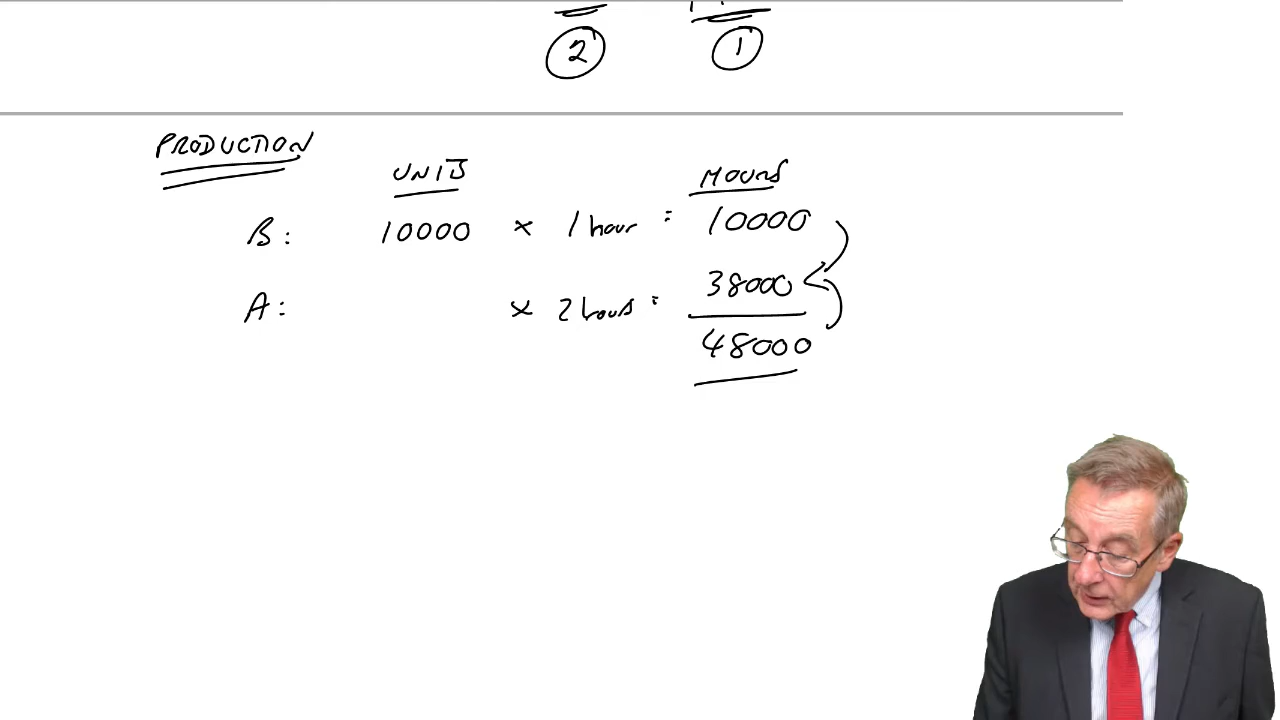 2 1
PRODUCTION
UNITS HOURS
B: 10000 × 1 hour = 10000
A: × 2 hours = 38000
48000